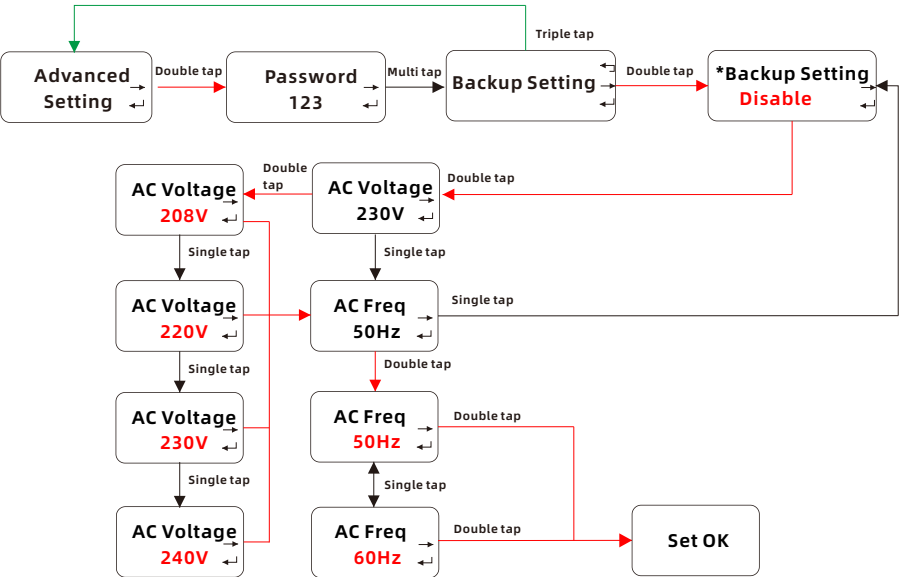 Triple tap
Advanced
Setting
Double tap
Password
123
Multi tap
Backup Setting
Double tap
*Backup Setting
Disable
AC Voltage
208V
Double
tap
AC Voltage
230V
Double tap
Single tap
Single tap
AC Voltage
220V
AC Freq
50Hz
Single tap
Single tap
Double tap
AC Voltage
230V
AC Freq
50Hz
Double tap
Single tap
Single tap
AC Voltage
240V
AC Freq
60Hz
Double tap
Set OK